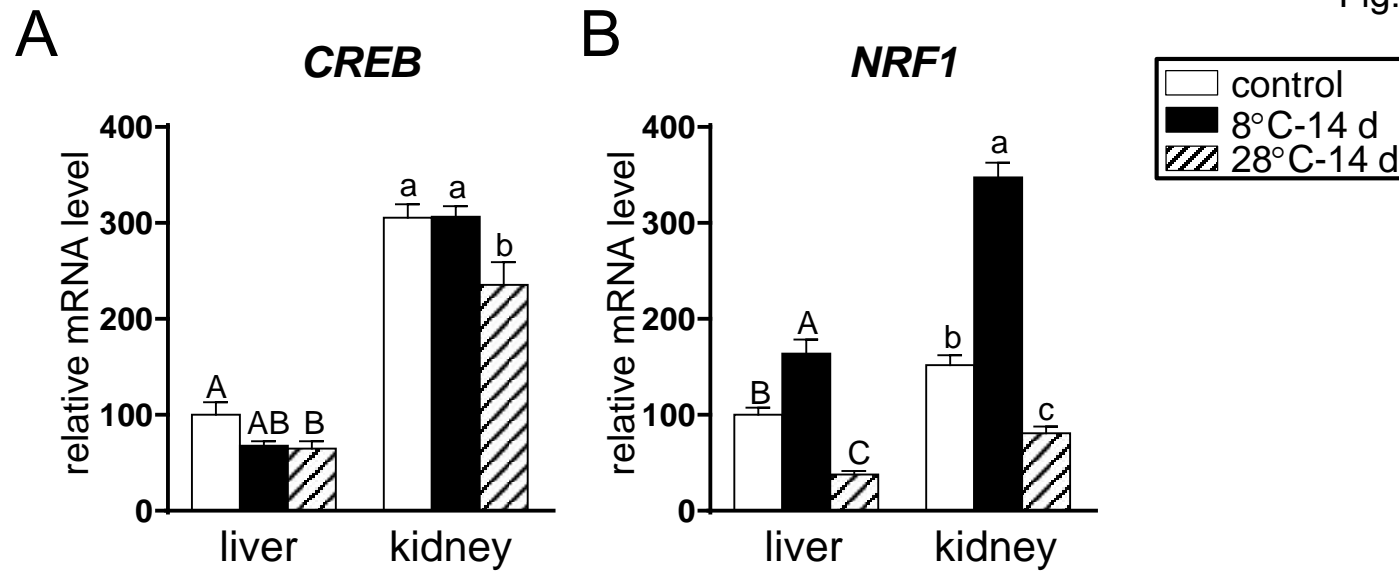 Fig.
A
CREB
relative mRNA level
400
300
200
100
0
A
AB
B
a
a
b
liver
kidney
B
NRF1
relative mRNA level
400
300
200
100
0
B
A
C
b
a
c
liver
kidney
control
8°C-14 d
28°C-14 d